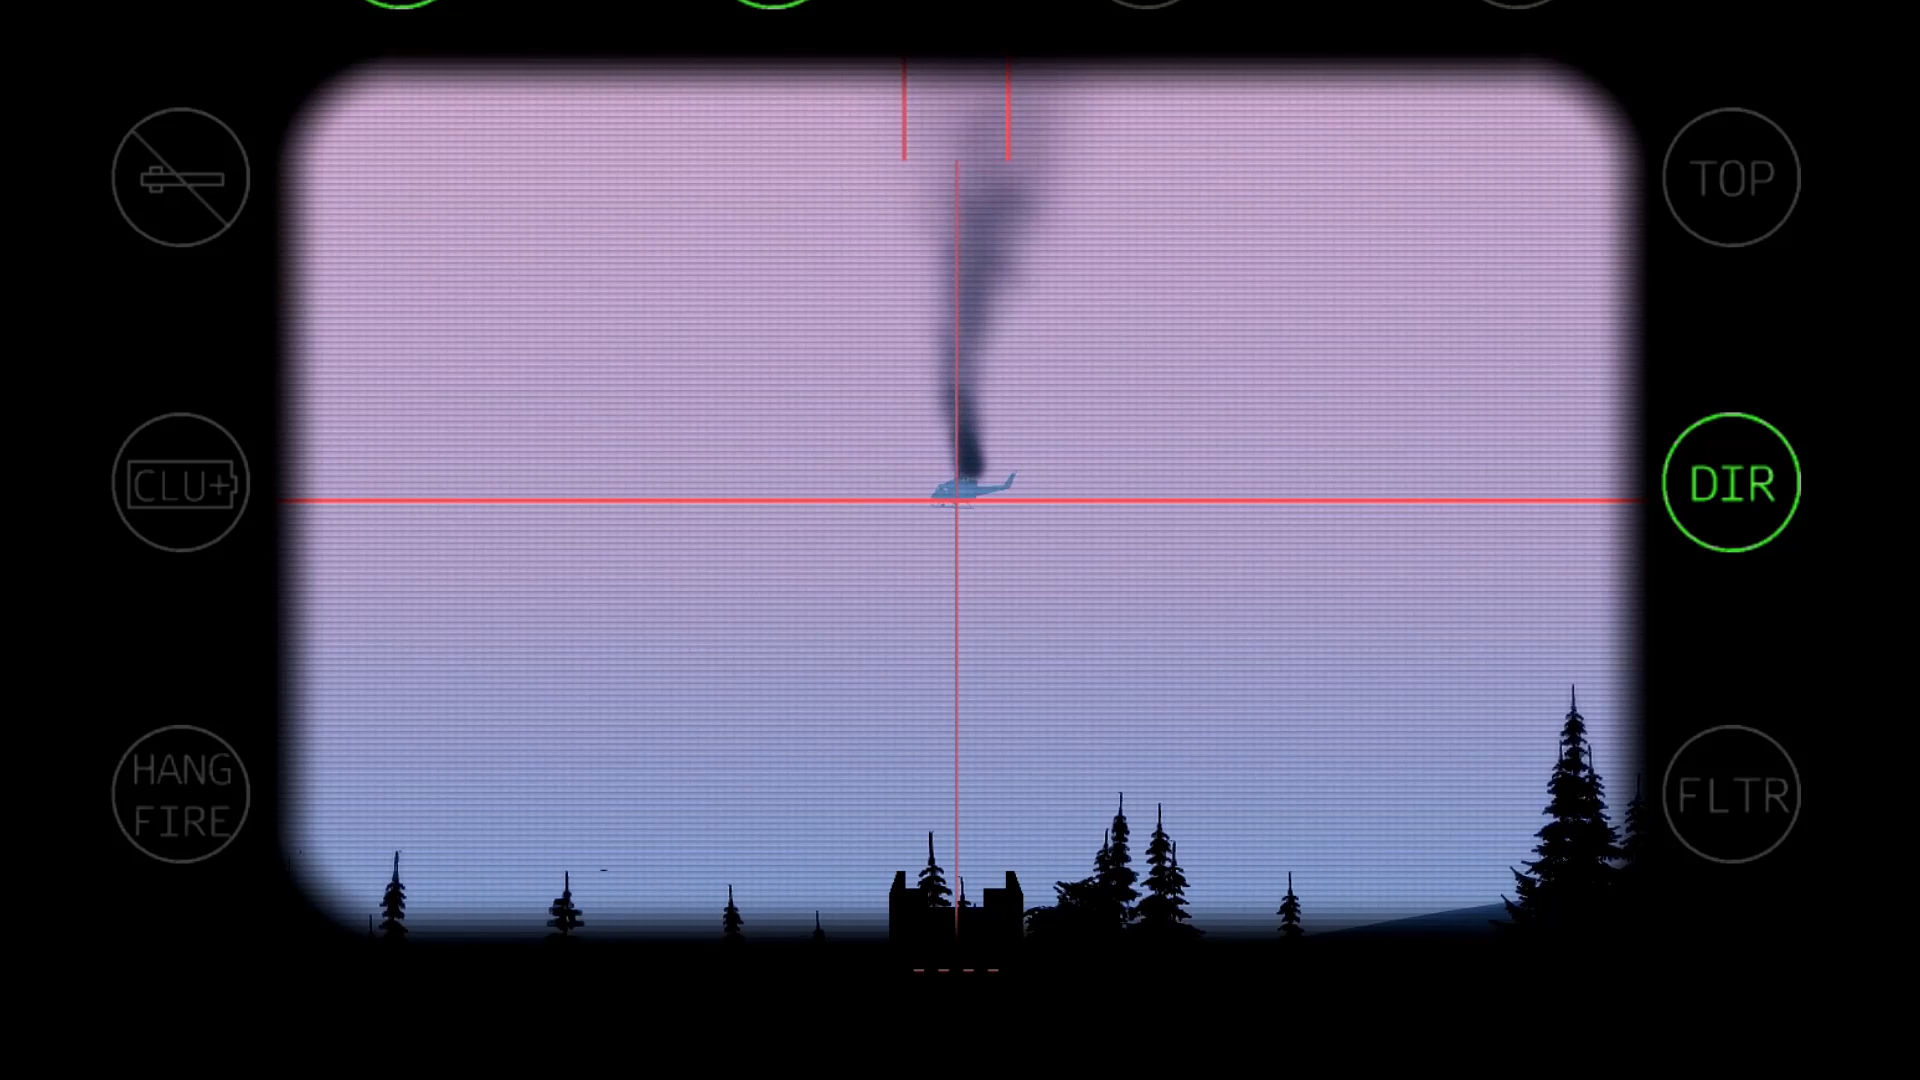 TOP
CLU+
DIR
HANG
FIRE
FLTR